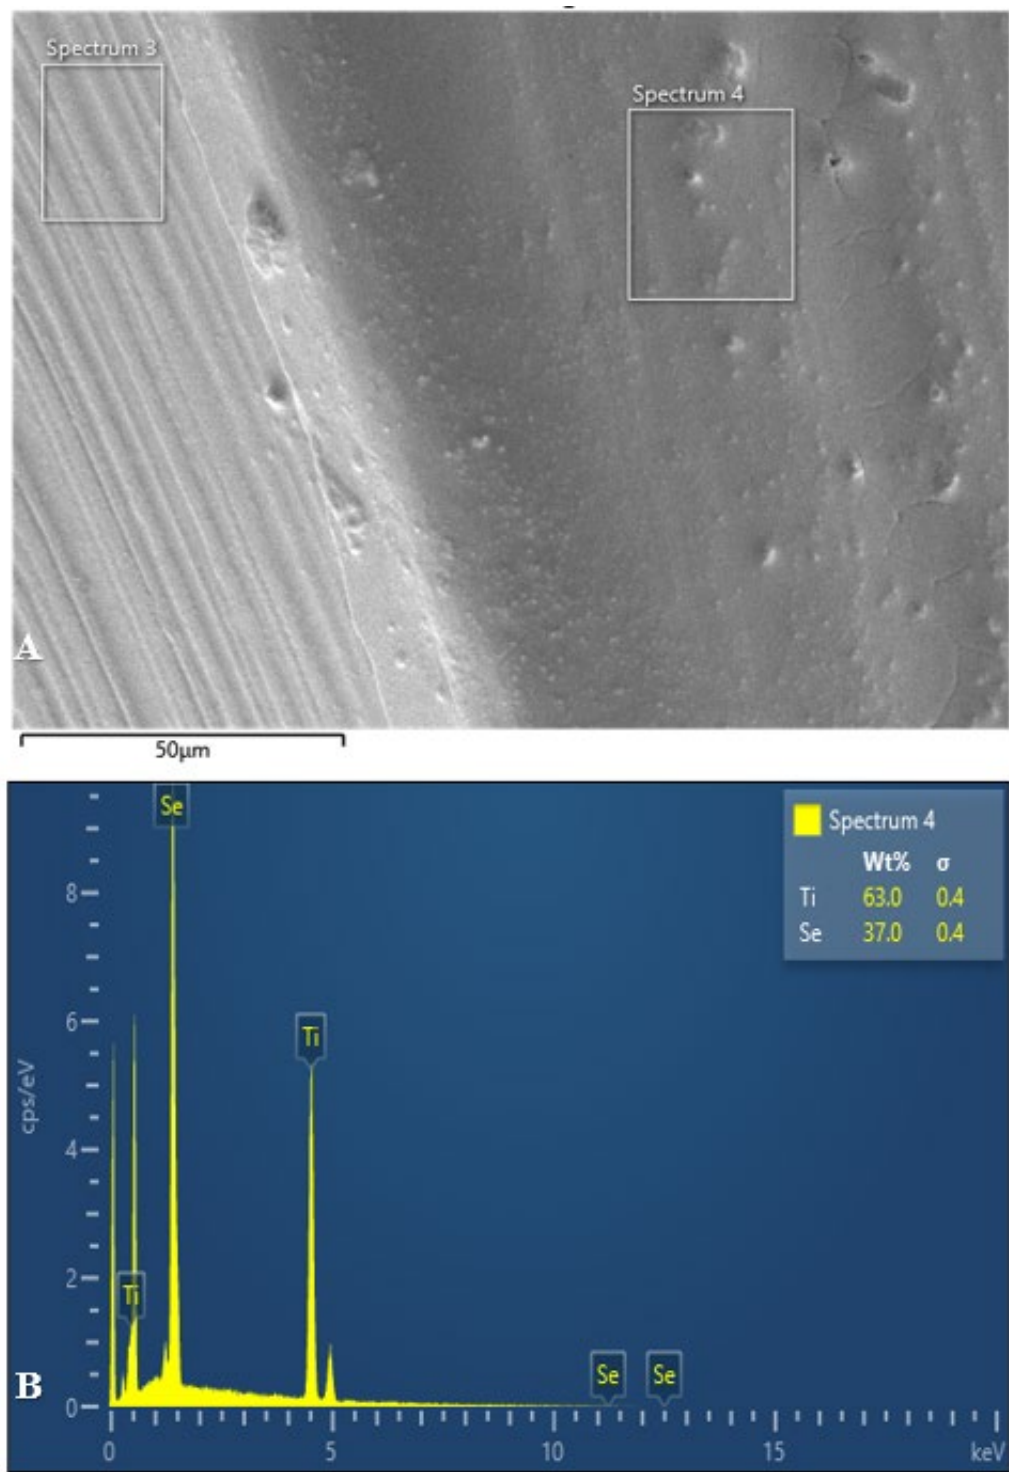 Spectrum 3
Spectrum 4
A
50μm
Se
Spectrum 4
Wt% σ
Ti 63.0 0.4
Se 37.0 0.4
8
6
Ti
cps/eV
4
2
Ti
Se Se
B
0
0 5 10 15 keV